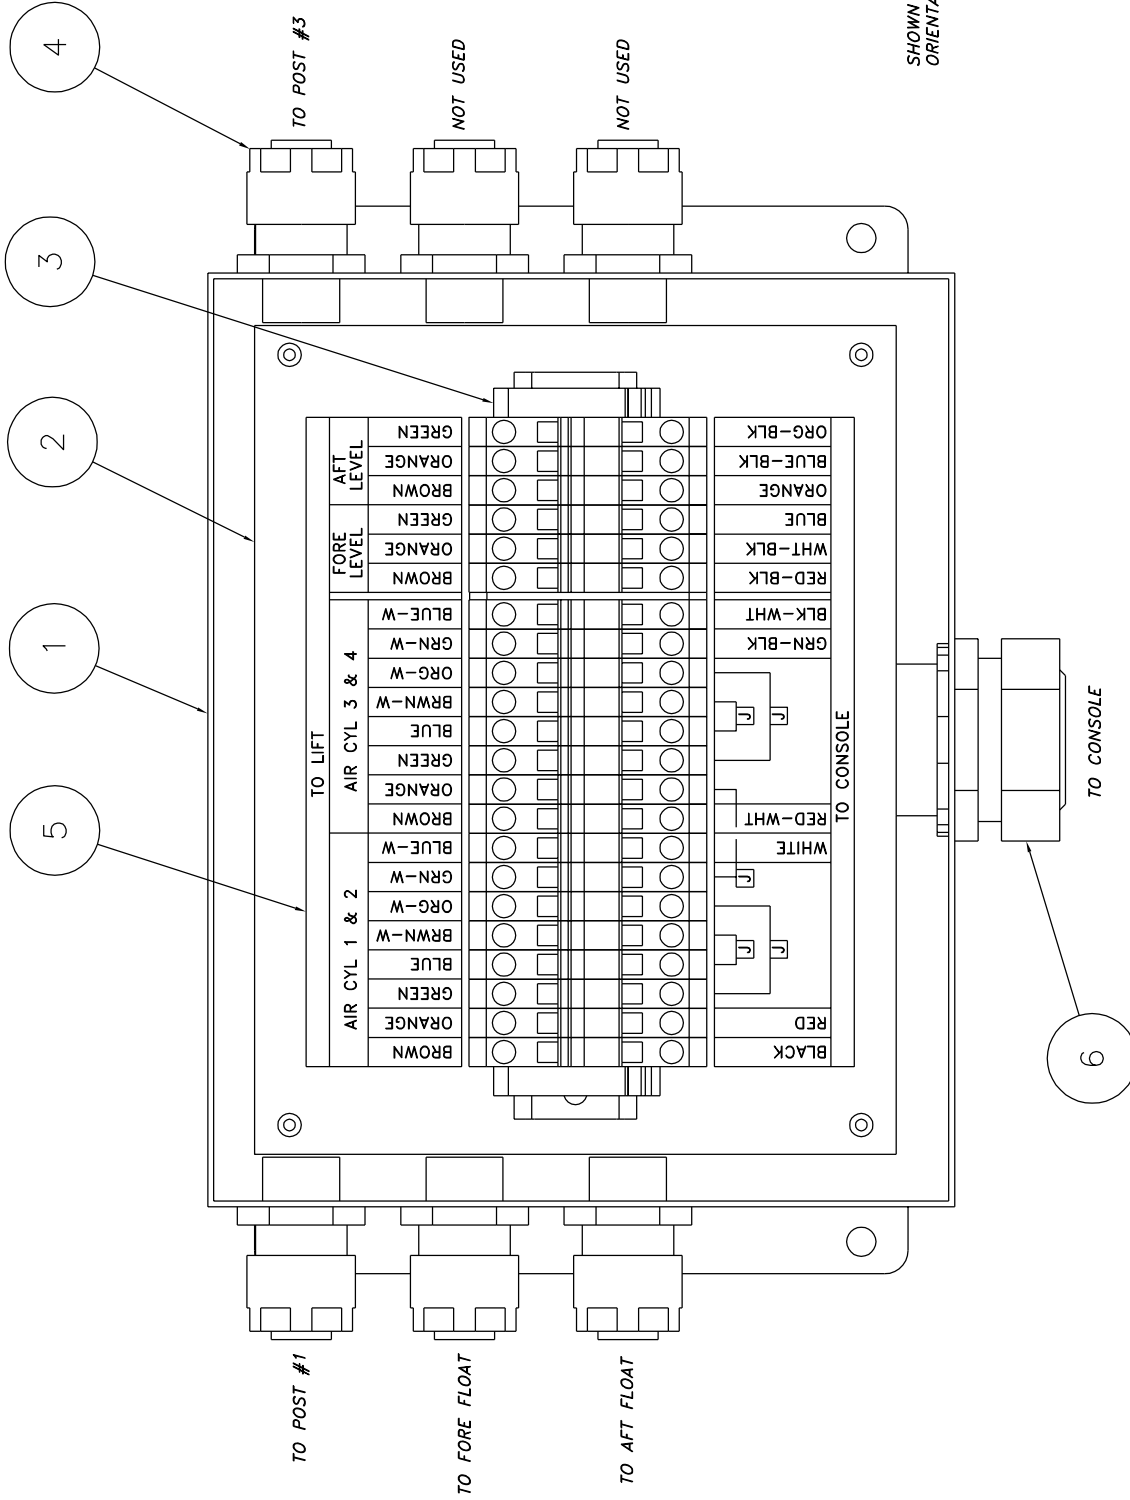 4
3
2
1
5
6
TO POST #3
NOT USED
NOT USED
SHOWN
ORIENTA
TO LIFT
AFT
LEVEL
FORE
LEVEL
AIR CYL 3 & 4
AIR CYL 1 & 2
GREEN
ORANGE
BROWN
GREEN
ORANGE
BROWN
BLUE-W
GRN-W
ORG-W
BRWN-W
BLUE
GREEN
ORANGE
BROWN
BLUE-W
GRN-W
ORG-W
BRWN-W
BLUE
GREEN
ORANGE
BROWN
ORG-BLK
BLUE-BLK
ORANGE
BLUE
WHT-BLK
RED-BLK
BLK-WHT
GRN-BLK
J
J
RED-WHT
WHITE
J
J
J
RED
BLACK
TO CONSOLE
TO CONSOLE
TO POST #1
TO FORE FLOAT
TO AFT FLOAT